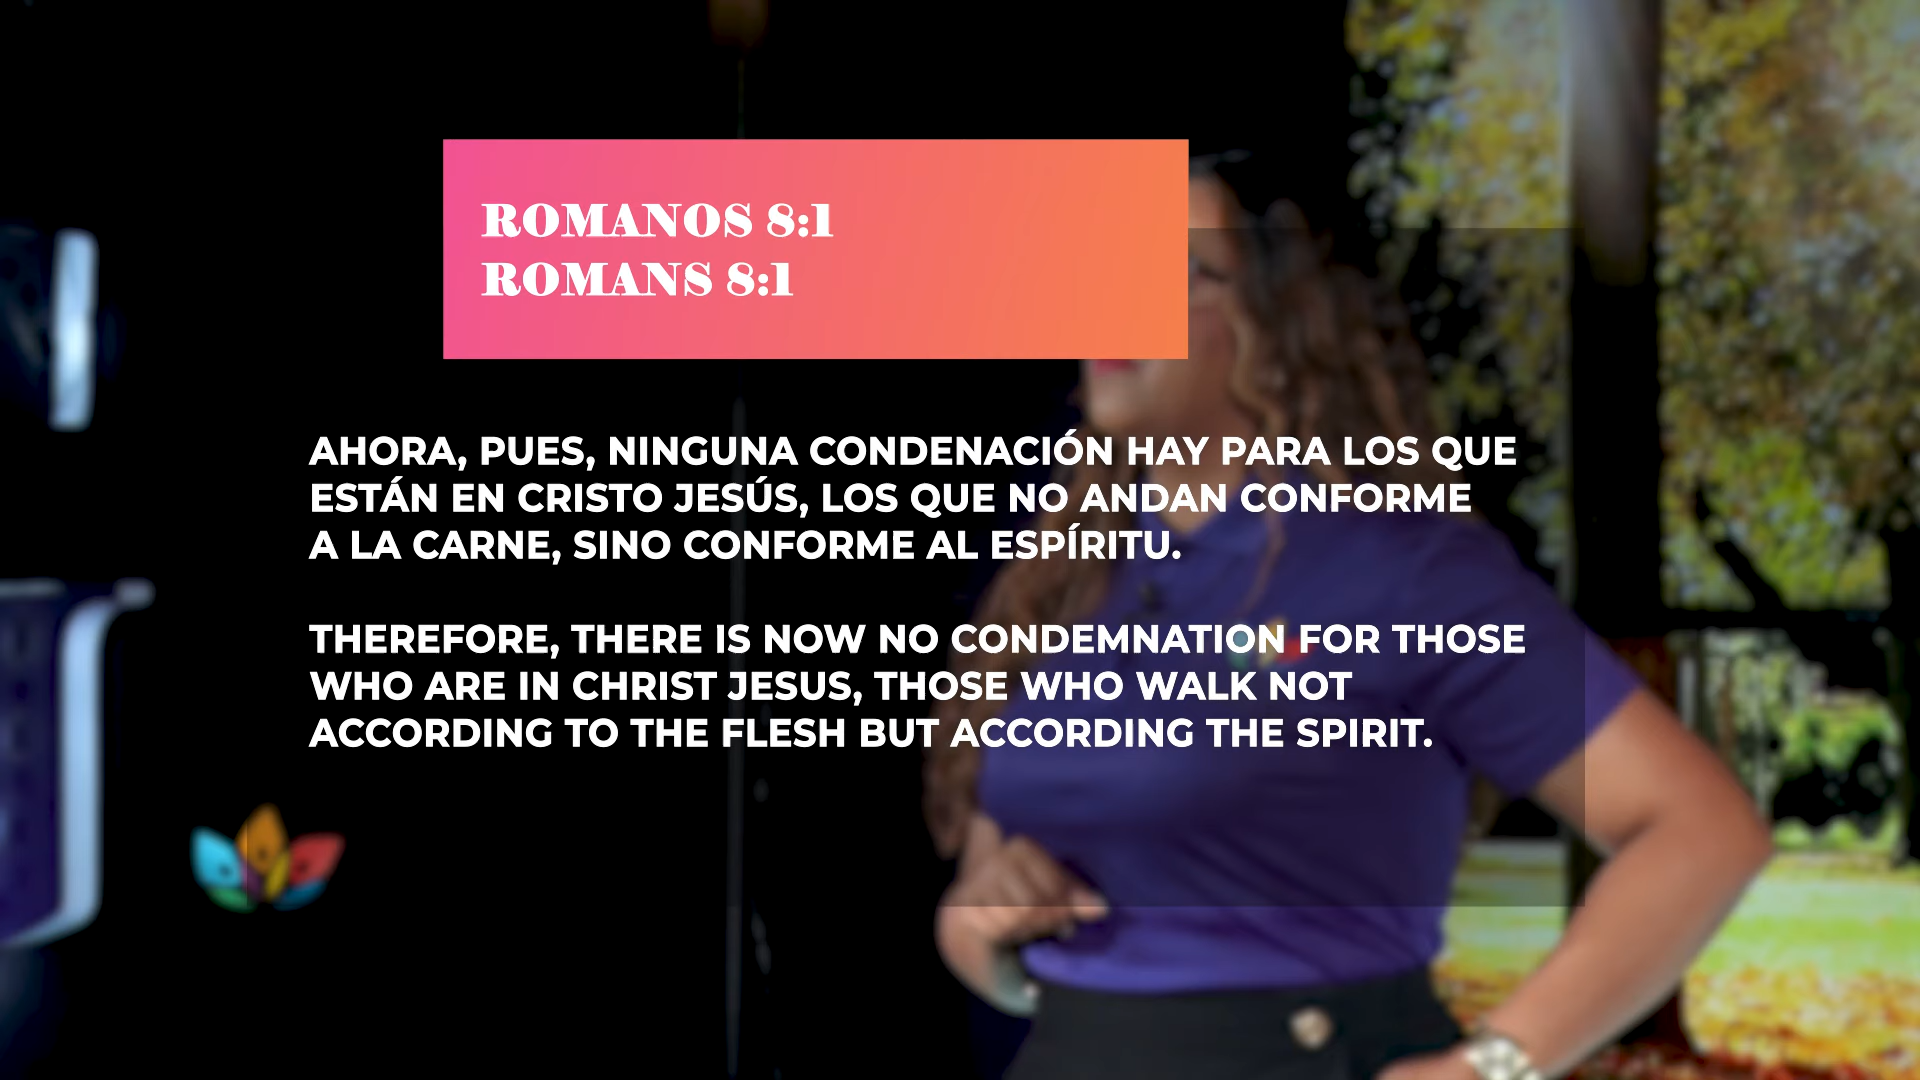 ROMANOS 8:1
ROMANS 8:1
AHORA, PUES, NINGUNA CONDENACIÓN HAY PARA LOS QUE
ESTÁN EN CRISTO JESÚS, LOS QUE NO ANDAN CONFORME
A LA CARNE, SINO CONFORME AL ESPÍRITU.
THEREFORE, THERE IS NOW NO CONDEMNATION FOR THOSE
WHO ARE IN CHRIST JESUS, THOSE WHO WALK NOT
ACCORDING TO THE FLESH BUT ACCORDING THE SPIRIT.